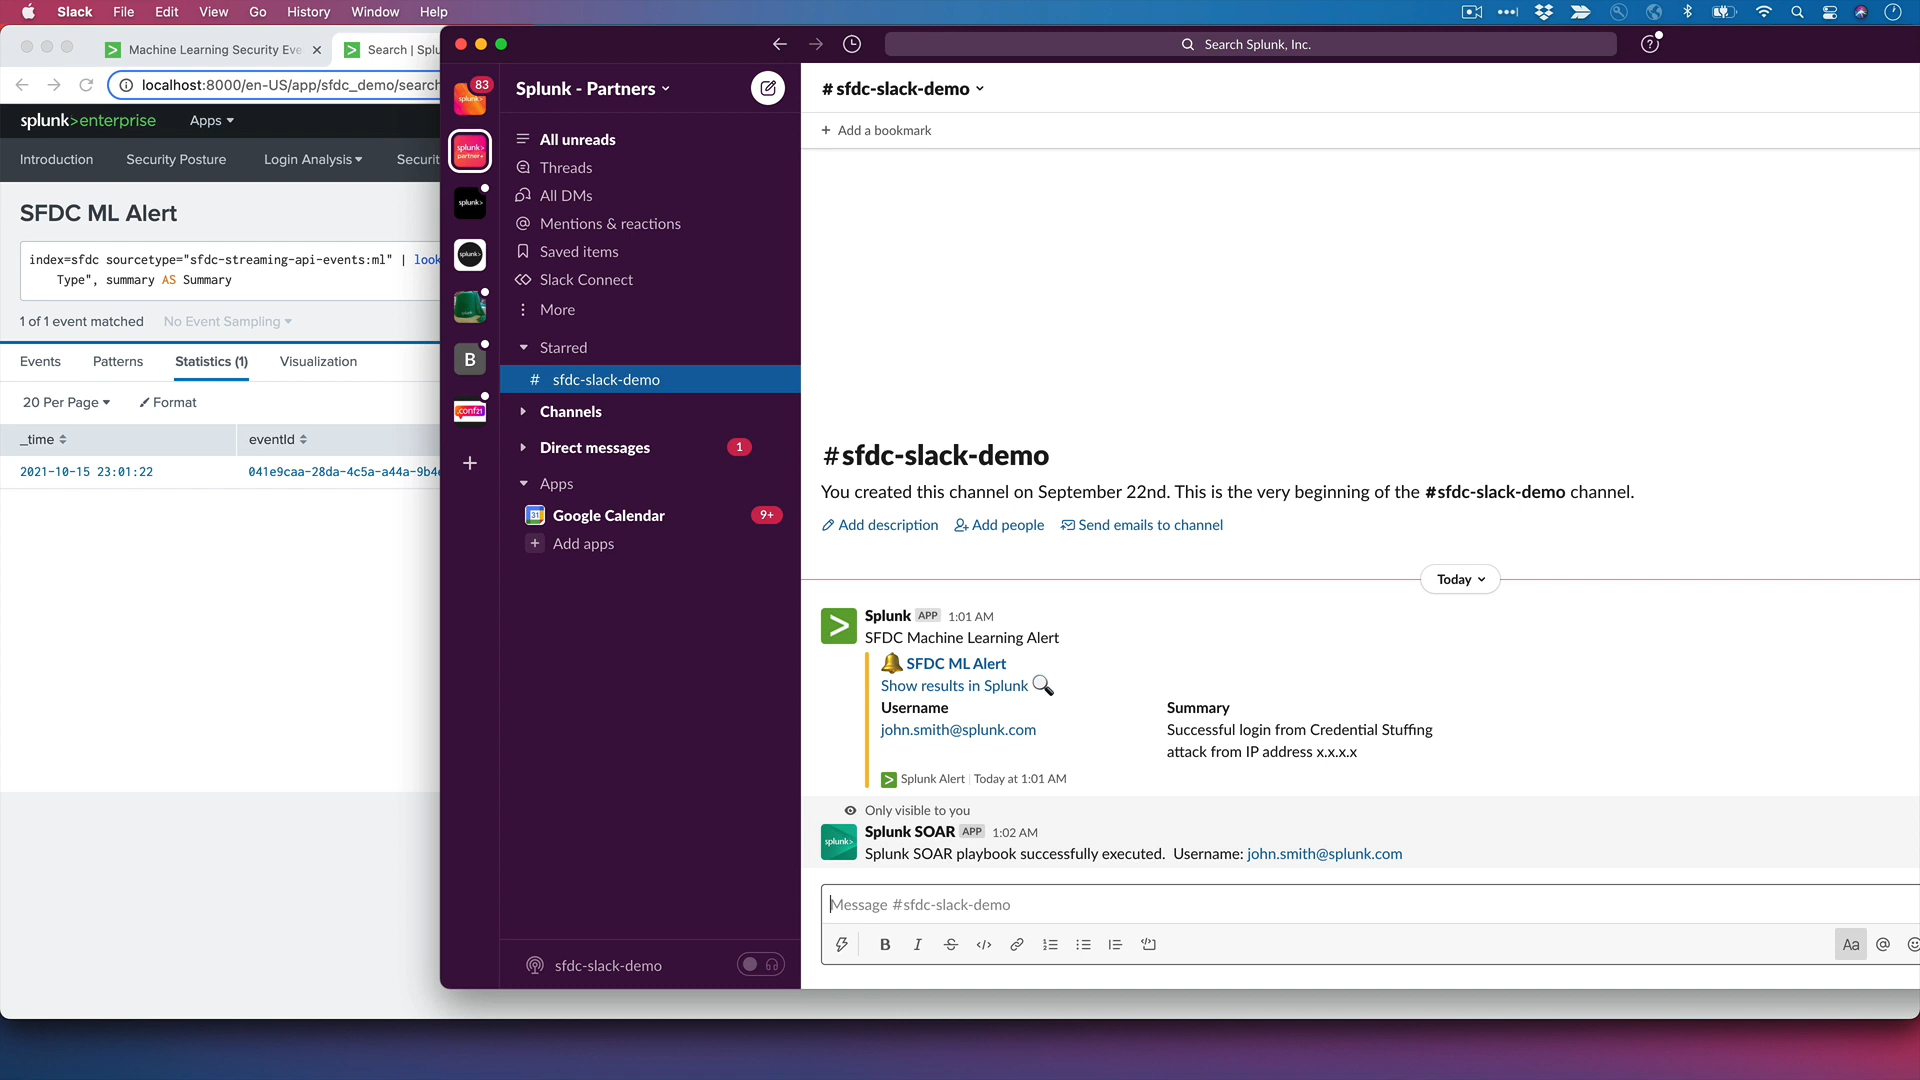 Slack File Edit View Go History Window Help
Machine Learning Security Eve
Search | Splu
localhost:8000/en-US/app/sfdc_demo/search
splunk>enterprise Apps
Introduction Security Posture Login Analysis Securit
SFDC ML Alert
index=sfdc sourcetype="sfdc-streaming-api-events:ml" | look
Type", summary AS Summary
1 of 1 event matched No Event Sampling
Events Patterns Statistics (1) Visualization
20 Per Page Format
_time eventId
2021-10-15 23:01:22 041e9caa-28da-4c5a-a44a-9b4e
Search Splunk, Inc.
83
splunk>
splunk>
partner+
splunk>
splunk>
B
.conf21
Splunk - Partners
All unreads
Threads
All DMs
Mentions & reactions
Saved items
Slack Connect
More
Starred
# sfdc-slack-demo
Channels
Direct messages 1
Apps
31 Google Calendar 9+
+ Add apps
sfdc-slack-demo
# sfdc-slack-demo
+ Add a bookmark
#sfdc-slack-demo
You created this channel on September 22nd. This is the very beginning of the #sfdc-slack-demo channel.
Add description Add people Send emails to channel
Today
Splunk APP 1:01 AM
SFDC Machine Learning Alert
SFDC ML Alert
Show results in Splunk
Username Summary
john.smith@splunk.com Successful login from Credential Stuffing
attack from IP address x.x.x.x
Splunk Alert | Today at 1:01 AM
Only visible to you
splunk>
Splunk SOAR APP 1:02 AM
Splunk SOAR playbook successfully executed. Username: john.smith@splunk.com
Message #sfdc-slack-demo
B I S </> Aa @